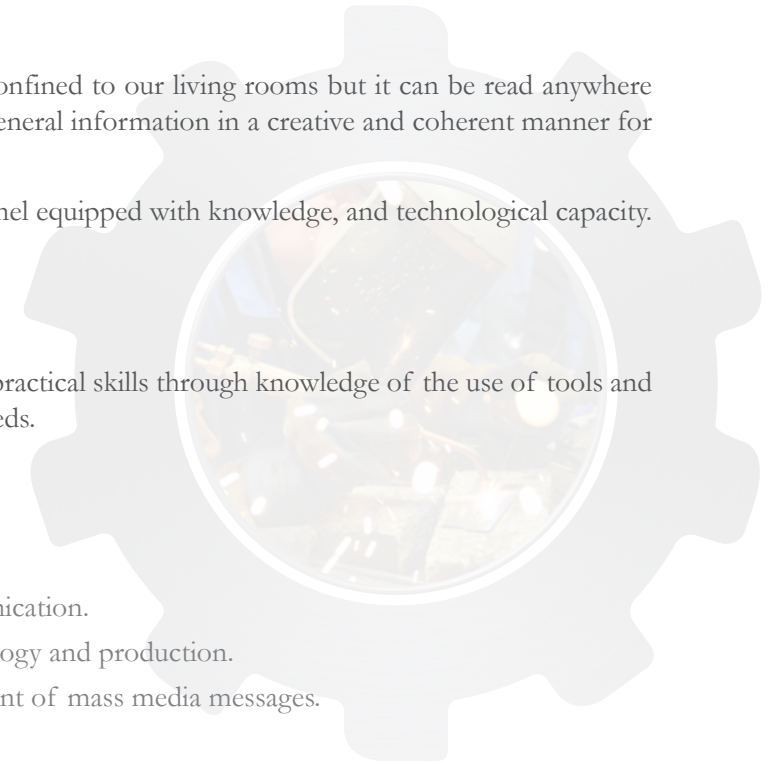 onfined to our living rooms but it can be read anywhere
eneral information in a creative and coherent manner for
nel equipped with knowledge, and technological capacity.
practical skills through knowledge of the use of tools and
eds.
nication.
ogy and production.
nt of mass media messages.